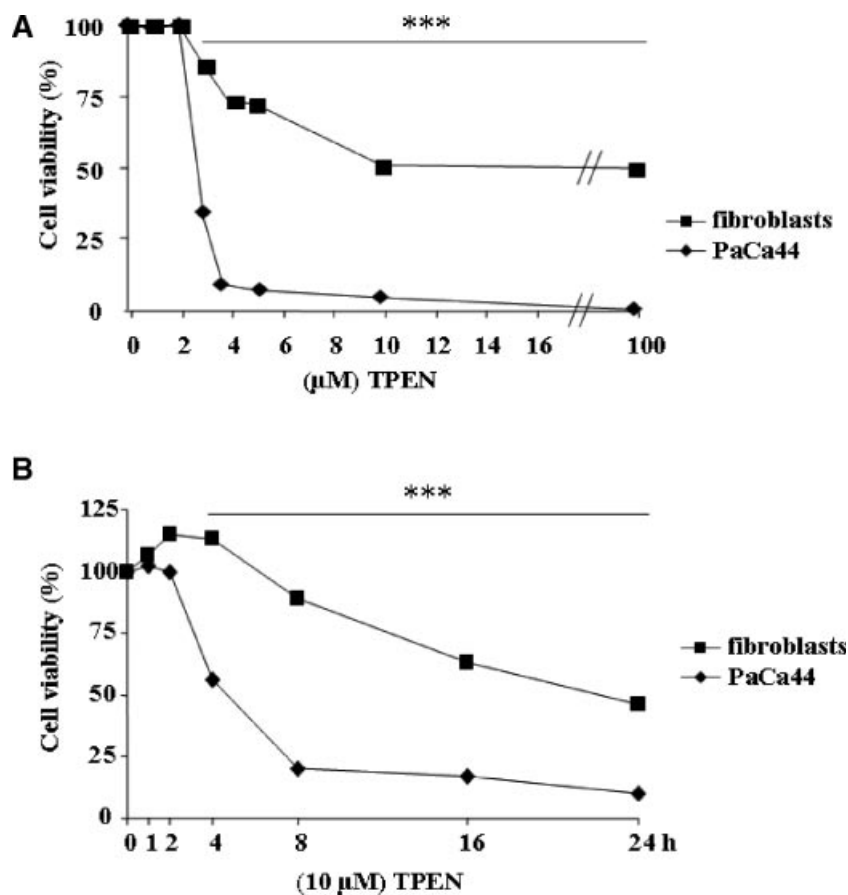 A
***
100
75
50
25
0
Cell viability (%)
0 2 4 6 8 10 12 14 16 100
(µM) TPEN
fibroblasts
PaCa44
B
***
125
100
75
50
25
0
Cell viability (%)
0 1 2 4 8 16 24 h
(10 µM) TPEN
fibroblasts
PaCa44